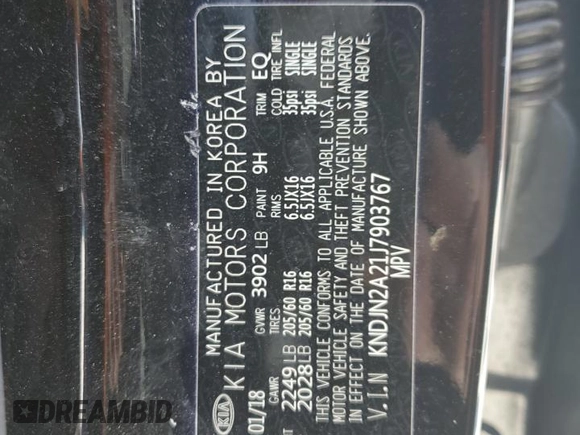 MANUFACTURED IN KOREA BY
KIA KIA MOTORS CORPORATION
01/18 GVWR 3902 LB PAINT 9H TRIM EQ
GAWR TIRES RIMS COLD TIRE INFL
NT 2249 LB 205/60 R16 6.5JX16 35psi SINGLE
2028 LB 205/60 R16 6.5JX16 35psi SINGLE
THIS VEHICLE CONFORMS TO ALL APPLICABLE U.S.A. FEDERAL
MOTOR VEHICLE SAFETY AND THEFT PREVENTION STANDARDS
IN EFFECT ON THE DATE OF MANUFACTURE SHOWN ABOVE.
V.I.N KNDJN2A21J7903767
MPV
DREAMBID